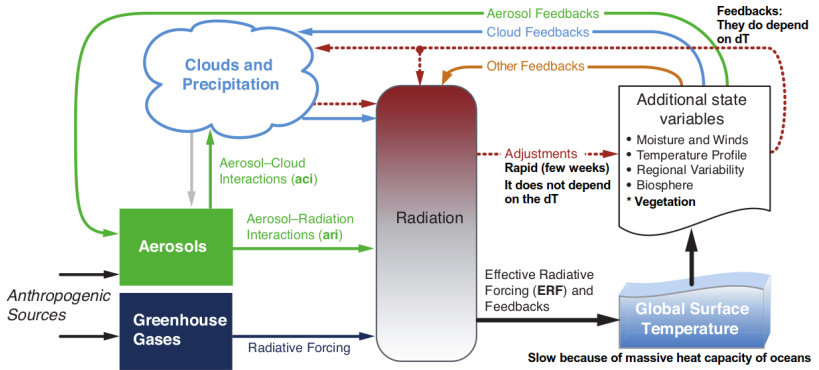 Aerosol Feedbacks
Cloud Feedbacks
Other Feedbacks
Feedbacks:
They do depend
on dT
Clouds and
Precipitation
Additional state
variables
• Moisture and Winds
• Temperature Profile
• Regional Variability
• Biosphere
* Vegetation
Adjustments
Rapid (few weeks)
It does not depend
on the dT
Aerosol–Cloud
Interactions (aci)
Aerosol–Radiation
Interactions (ari)
Radiation
Aerosols
Anthropogenic
Sources
Greenhouse
Gases
Radiative Forcing
Effective Radiative
Forcing (ERF) and
Feedbacks
Global Surface
Temperature
Slow because of massive heat capacity of oceans